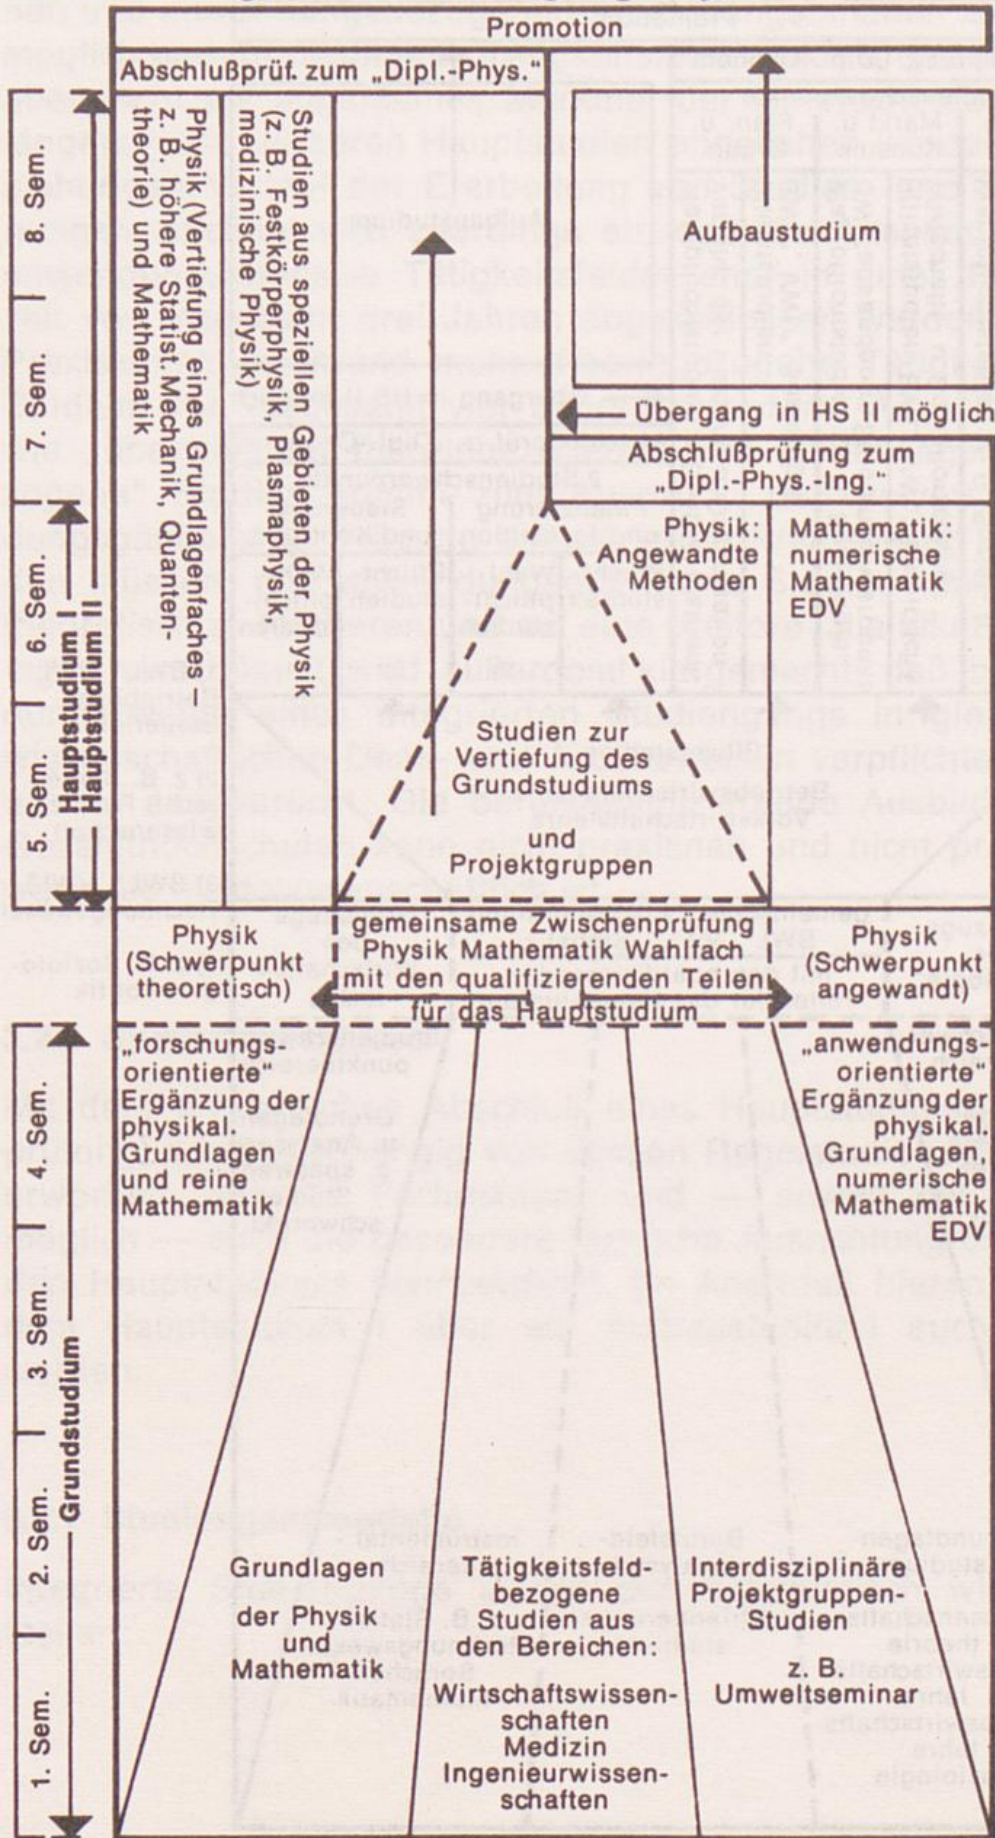 Promotion
Abschlußprüf. zum „Dipl.-Phys.“
Physik (Vertiefung eines Grundlagenfaches –
z. B. höhere Statist. Mechanik, Quanten-
theorie) und Mathematik
Studien aus speziellen Gebieten der Physik
(z. B. Festkörperphysik, Plasmaphysik,
medizinische Physik)
Aufbaustudium
Übergang in HS II möglich
Abschlußprüfung zum
„Dipl.-Phys.-Ing.“
Physik:
Angewandte
Methoden
Mathematik:
numerische
Mathematik
EDV
Studien zur
Vertiefung des
Grundstudiums
und
Projektgruppen
8. Sem.
7. Sem.
6. Sem.
5. Sem.
Hauptstudium I
Hauptstudium II
Physik
(Schwerpunkt
theoretisch)
gemeinsame Zwischenprüfung
Physik Mathematik Wahlfach
mit den qualifizierenden Teilen
für das Hauptstudium
Physik
(Schwerpunkt
angewandt)
„forschungs-
orientierte“
Ergänzung der
physikal.
Grundlagen
und reine
Mathematik
„anwendungs-
orientierte“
Ergänzung der
physikal.
Grundlagen,
numerische
Mathematik
EDV
4. Sem.
3. Sem.
2. Sem.
1. Sem.
Grundstudium
Grundlagen
der Physik
und
Mathematik
Tätigkeitsfeld-
bezogene
Studien aus
den Bereichen:
Wirtschaftswissen-
schaften
Medizin
Ingenieurwissen-
schaften
Interdisziplinäre
Projektgruppen-
Studien
z. B.
Umweltseminar